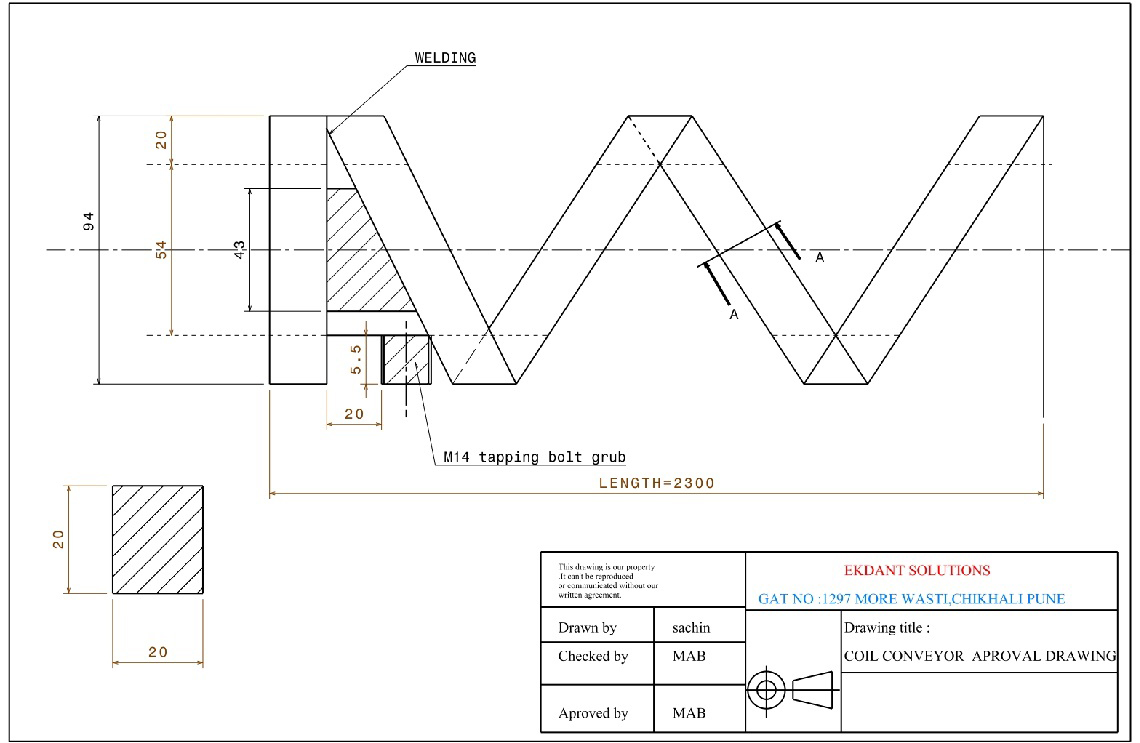 WELDING
20
94
54
43
5.5
20
A
A
M14 tapping bolt grub
LENGTH=2300
20
20
This drawing is our property
.It can't be reproduced
or communicated without our
written agreement.
EKDANT SOLUTIONS
GAT NO :1297 MORE WASTI,CHIKHALI PUNE
Drawn by sachin
Checked by MAB
Aproved by MAB
Drawing title :
COIL CONVEYOR APROVAL DRAWING